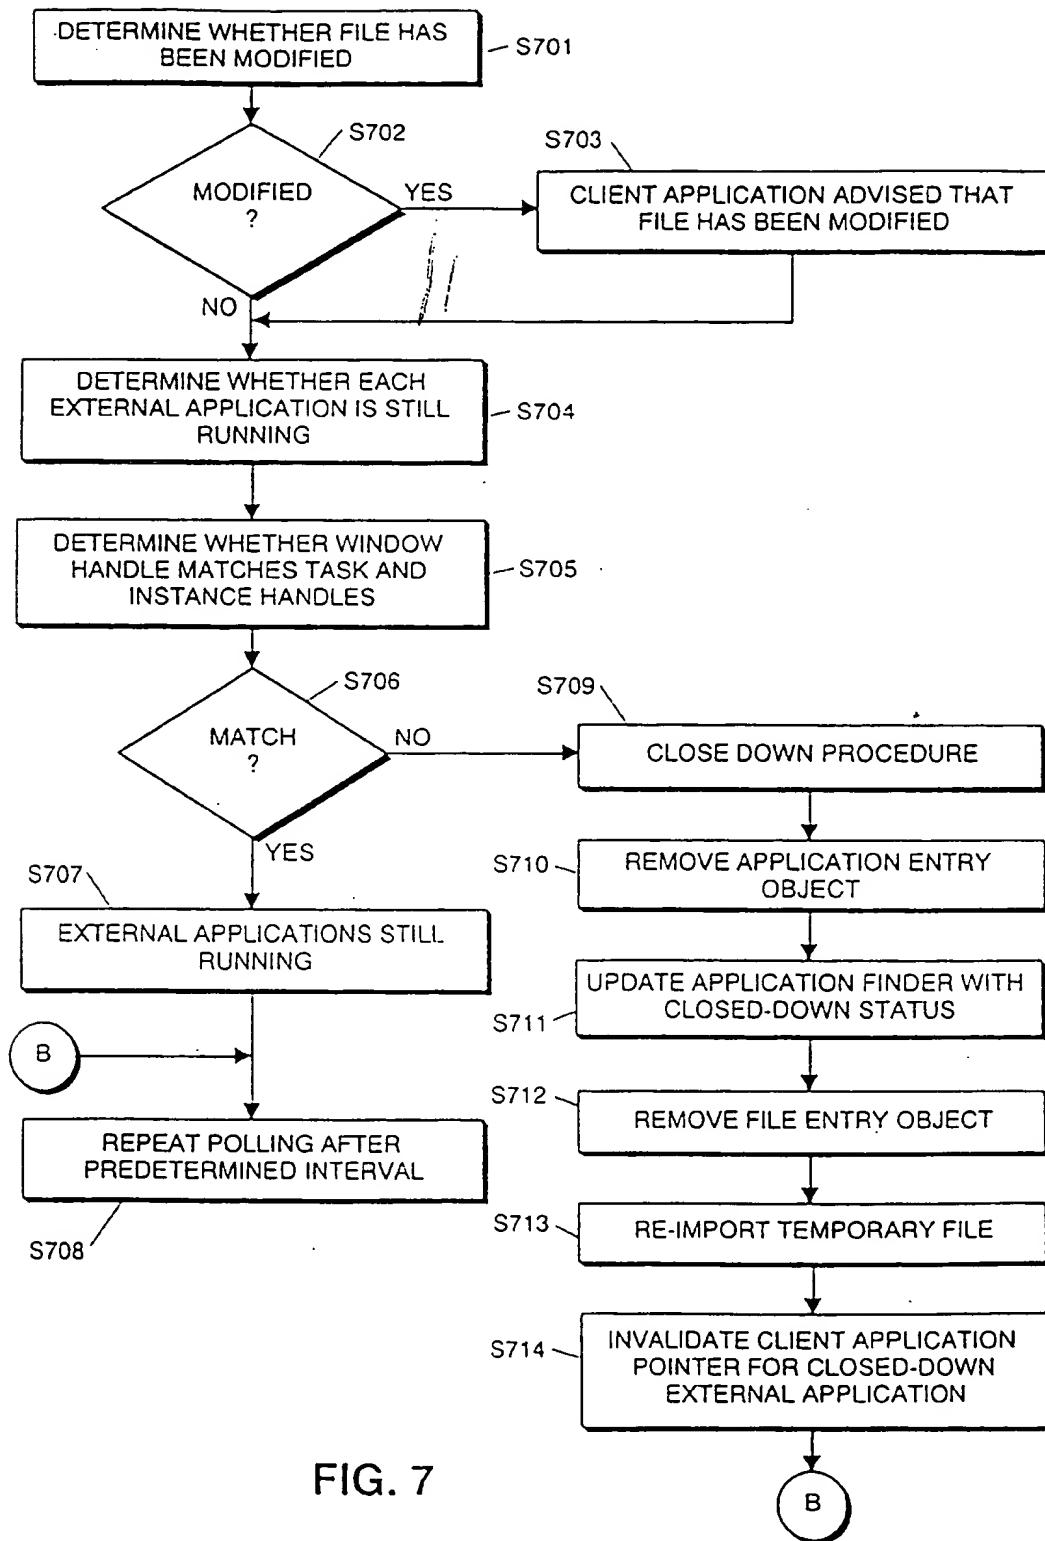 DETERMINE WHETHER FILE HAS
BEEN MODIFIED
S701
S702
MODIFIED
?
YES
NO
S703
CLIENT APPLICATION ADVISED THAT
FILE HAS BEEN MODIFIED
DETERMINE WHETHER EACH
EXTERNAL APPLICATION IS STILL
RUNNING
S704
DETERMINE WHETHER WINDOW
HANDLE MATCHES TASK AND
INSTANCE HANDLES
S705
S706
MATCH
?
NO
YES
S707
EXTERNAL APPLICATIONS STILL
RUNNING
B
REPEAT POLLING AFTER
PREDETERMINED INTERVAL
S708
S709
CLOSE DOWN PROCEDURE
S710
REMOVE APPLICATION ENTRY
OBJECT
S711
UPDATE APPLICATION FINDER WITH
CLOSED-DOWN STATUS
S712
REMOVE FILE ENTRY OBJECT
S713
RE-IMPORT TEMPORARY FILE
S714
INVALIDATE CLIENT APPLICATION
POINTER FOR CLOSED-DOWN
EXTERNAL APPLICATION
B
FIG. 7